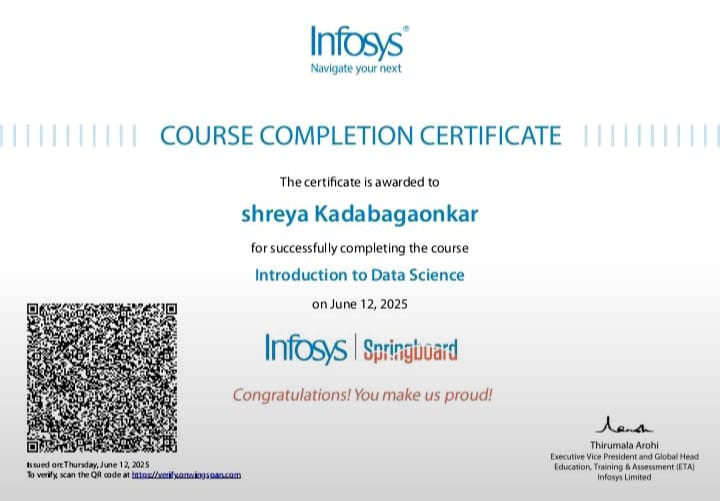 Infosys®
Navigate your next
COURSE COMPLETION CERTIFICATE
The certificate is awarded to
shreya Kadabagaonkar
for successfully completing the course
Introduction to Data Science
on June 12, 2025
Infosys | Springboard
Congratulations! You make us proud!
Thirumala Arohi
Executive Vice President and Global Head
Education, Training & Assessment (ETA)
Infosys Limited
Issued on: Thursday, June 12, 2025
To verify, scan the QR code at https://verify.onwingspan.com